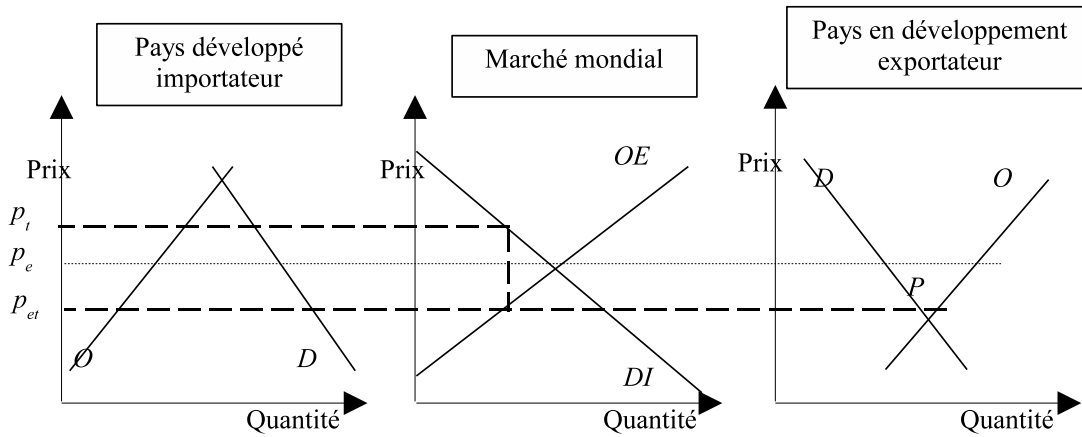 Pays développé
importateur
Marché mondial
Pays en développement
exportateur
Prix
p_t
p_e
p_et
O
D
Quantité
Prix
OE
DI
Quantité
Prix
D
O
P
Quantité